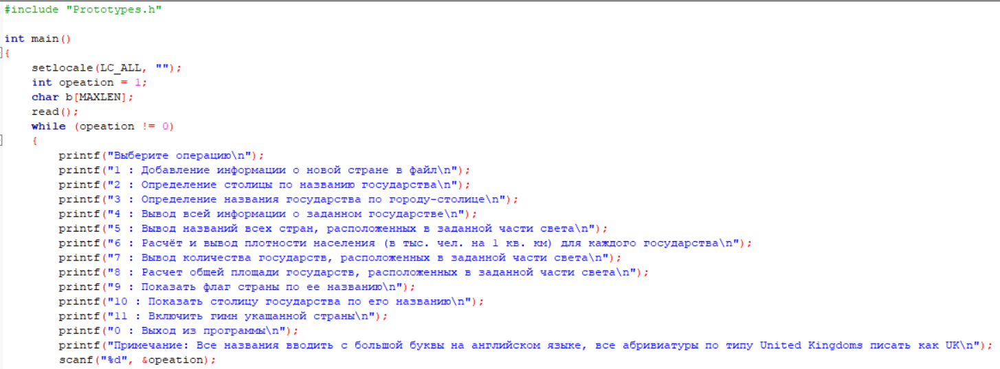 #include "Prototypes.h"
int main()
{
setlocale(LC_ALL, "");
int opeation = 1;
char b[MAXLEN];
read();
while (opeation != 0)
{
printf("Выберите операцию\n");
printf("1 : Добавление информации о новой стране в файл\n");
printf("2 : Определение столицы по названию государства\n");
printf("3 : Определение названия государства по городу-столице\n");
printf("4 : Вывод всей информации о заданном государстве\n");
printf("5 : Вывод названий всех стран, расположенных в заданной части света\n");
printf("6 : Расчёт и вывод плотности населения (в тыс. чел. на 1 кв. км) для каждого государства\n");
printf("7 : Вывод количества государств, расположенных в заданной части света\n");
printf("8 : Расчет общей площади государств, расположенных в заданной части света\n");
printf("9 : Показать флаг страны по ее названию\n");
printf("10 : Показать столицу государства по его названию\n");
printf("11 : Включить гимн укащанной страны\n");
printf("0 : Выход из программы\n");
printf("Примечание: Все названия вводить с большой буквы на английском языке, все абривиатуры по типу United Kingdoms писать как UK\n");
scanf("%d", &opeation);